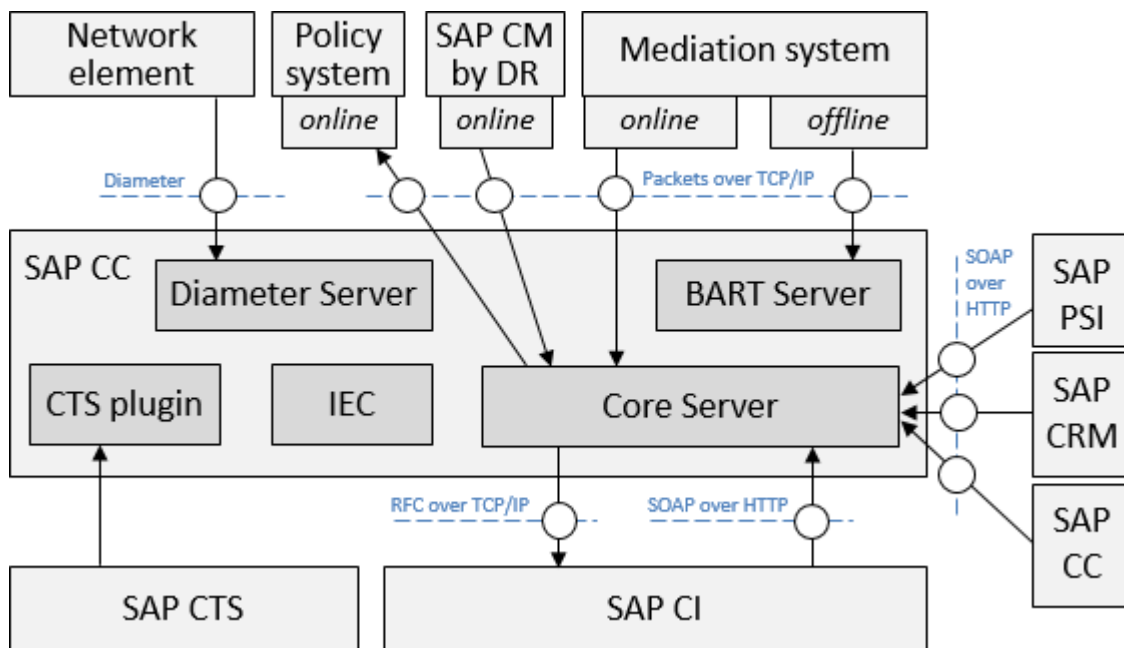 Network
element
Policy
system
online
SAP CM
by DR
online
Mediation system
online
offline
Diameter
Packets over TCP/IP
SAP CC
Diameter Server
BART Server
CTS plugin
IEC
Core Server
SOAP
over
HTTP
SAP
PSI
SAP
CRM
SAP
CC
RFC over TCP/IP
SOAP over HTTP
SAP CTS
SAP CI